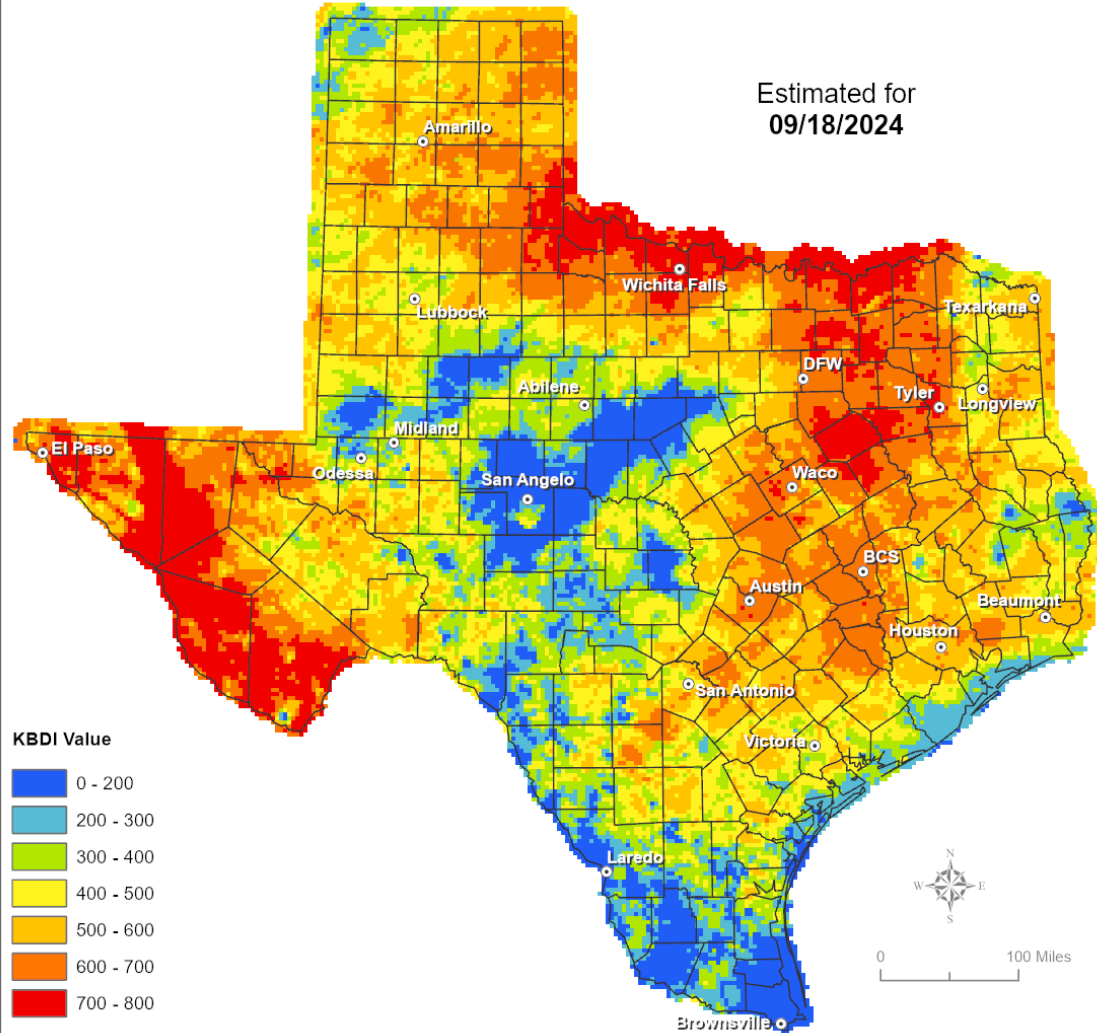 Estimated for
09/18/2024
Amarillo
Wichita Falls
Lubbock
Texarkana
DFW
Abilene
Tyler
Longview
Midland
El Paso
Odessa
San Angelo
Waco
BCS
Austin
Beaumont
Houston
San Antonio
Victoria
Laredo
Brownsville
KBDI Value
0 - 200
200 - 300
300 - 400
400 - 500
500 - 600
600 - 700
700 - 800
N
W E
S
0 100 Miles